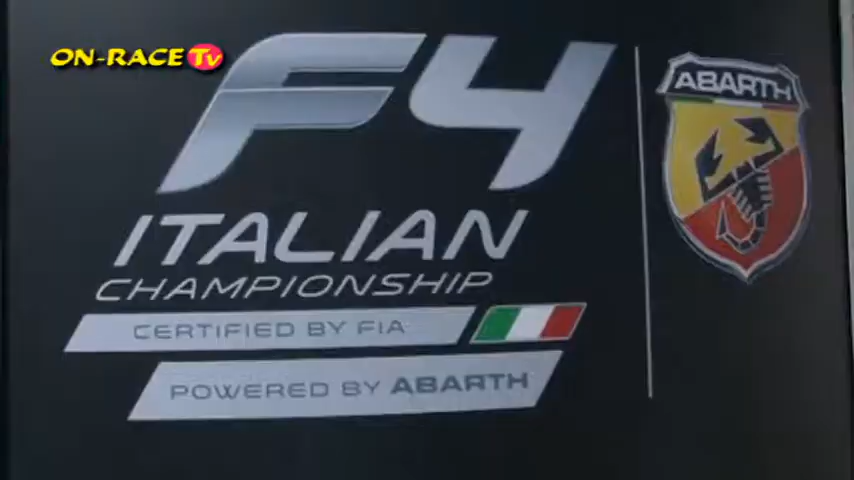 ON-RACE Tv
F4
ITALIAN
CHAMPIONSHIP
CERTIFIED BY FIA
POWERED BY ABARTH
ABARTH